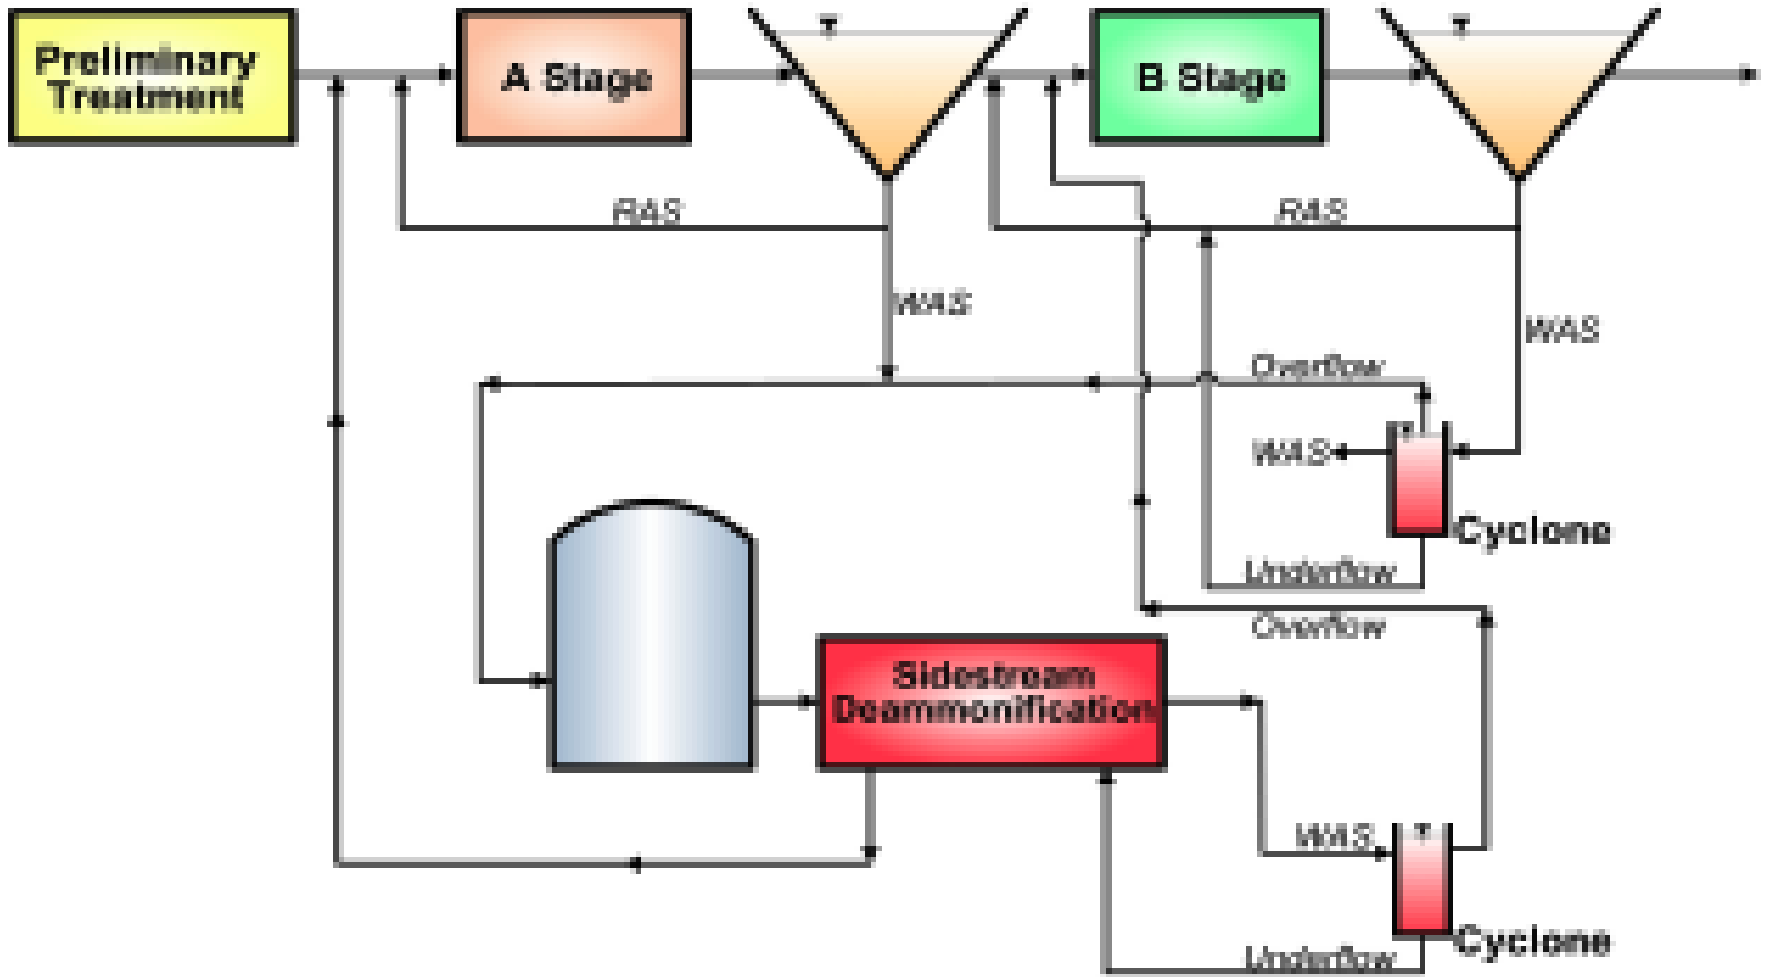 Preliminary
Treatment
A Stage
B Stage
RAS
RAS
WAS
WAS
Overflow
WAS
Cyclone
Underflow
Overflow
Sidestream
Deammonification
WAS
Cyclone
Underflow